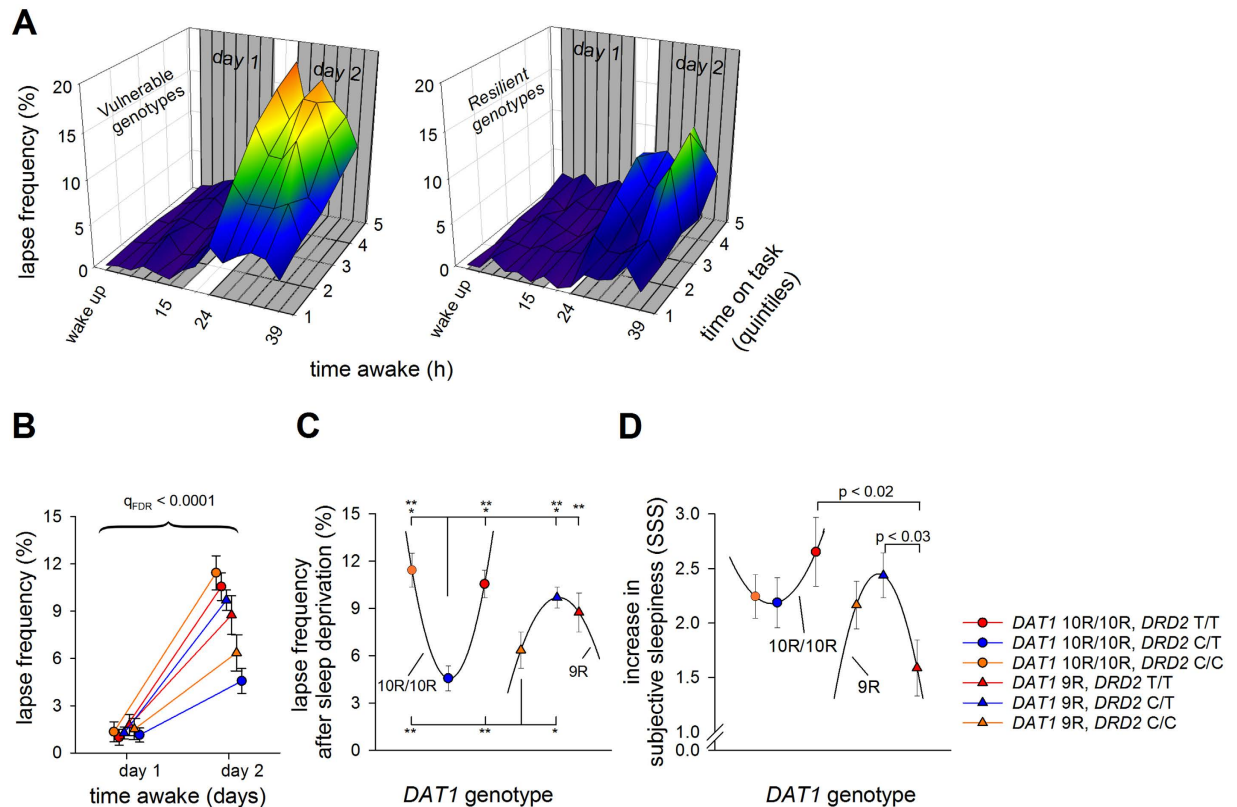 A
lapse frequency (%)
20
15
10
5
0
Vulnerable
genotypes
day 1
day 2
wake up
15
24
39
1
2
3
4
5
20
15
10
5
0
Resilient
genotypes
day 1
day 2
wake up
15
24
39
1
2
3
4
5
time on task
(quintiles)
time awake (h)
B
lapse frequency (%)
15
12
9
6
3
0
qFDR < 0.0001
day 1
day 2
time awake (days)
C
lapse frequency
after sleep deprivation (%)
15
12
9
6
3
0
** ** ** **
* * *
10R/10R
9R
** ** *
DAT1 genotype
D
increase in
subjective sleepiness (SSS)
3.0
2.5
2.0
1.5
1.0
0.0
p < 0.02
p < 0.03
10R/10R
9R
DAT1 genotype
DAT1 10R/10R, DRD2 T/T
DAT1 10R/10R, DRD2 C/T
DAT1 10R/10R, DRD2 C/C
DAT1 9R, DRD2 T/T
DAT1 9R, DRD2 C/T
DAT1 9R, DRD2 C/C